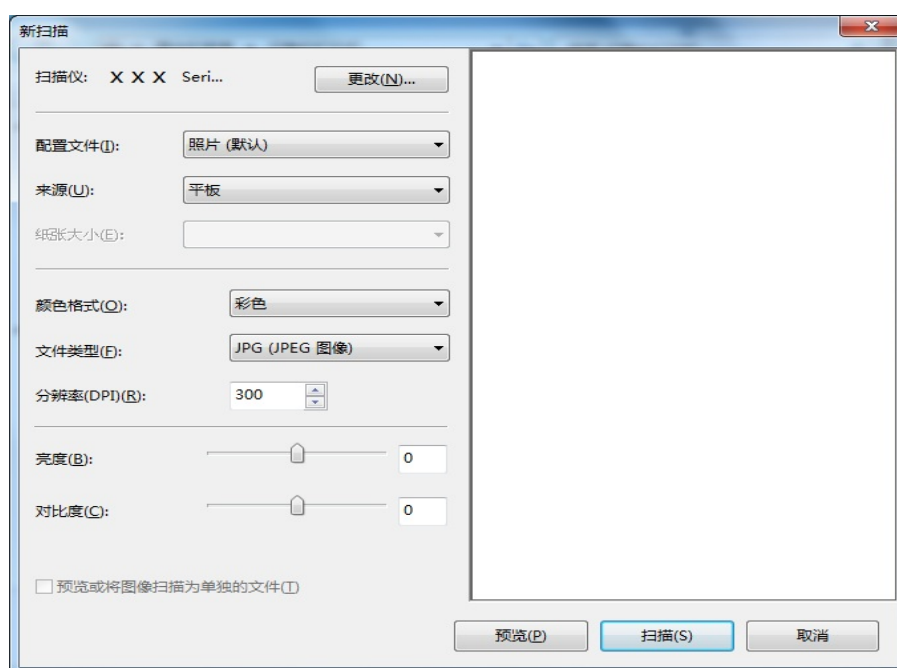 新扫描
扫描仪: X X X Seri... 更改(N)...
配置文件(I): 照片 (默认)
来源(U): 平板
纸张大小(E):
颜色格式(O): 彩色
文件类型(F): JPG (JPEG 图像)
分辨率(DPI)(R): 300
亮度(B): 0
对比度(C): 0
预览或将图像扫描为单独的文件(T)
预览(P) 扫描(S) 取消